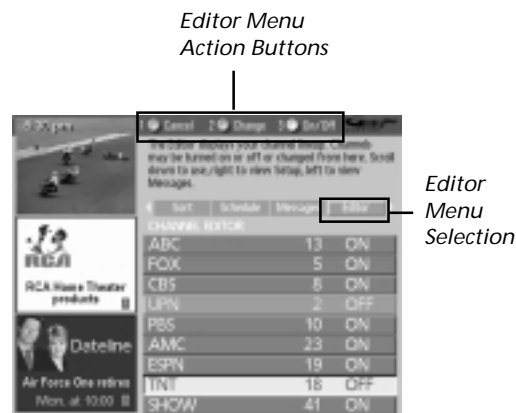 Editor Menu
Action Buttons
8:30 pm
1 Cancel 2 Change 3 On/Off
The Editor displays your channel lineup. Channels
may be turned on or off or changed from here. Scroll
down to use, right to view Setup, left to view
Messages.
Sort Schedule Messages Editor
Editor
Menu
Selection
CHANNEL EDITOR
ABC 13 ON
FOX 5 ON
CBS 8 ON
UPN 2 OFF
PBS 10 ON
AMC 23 ON
ESPN 19 ON
TNT 18 OFF
SHOW 41 ON
RCA
RCA Home Theater
products
Dateline
Air Force One retires
Mon. at 10:00